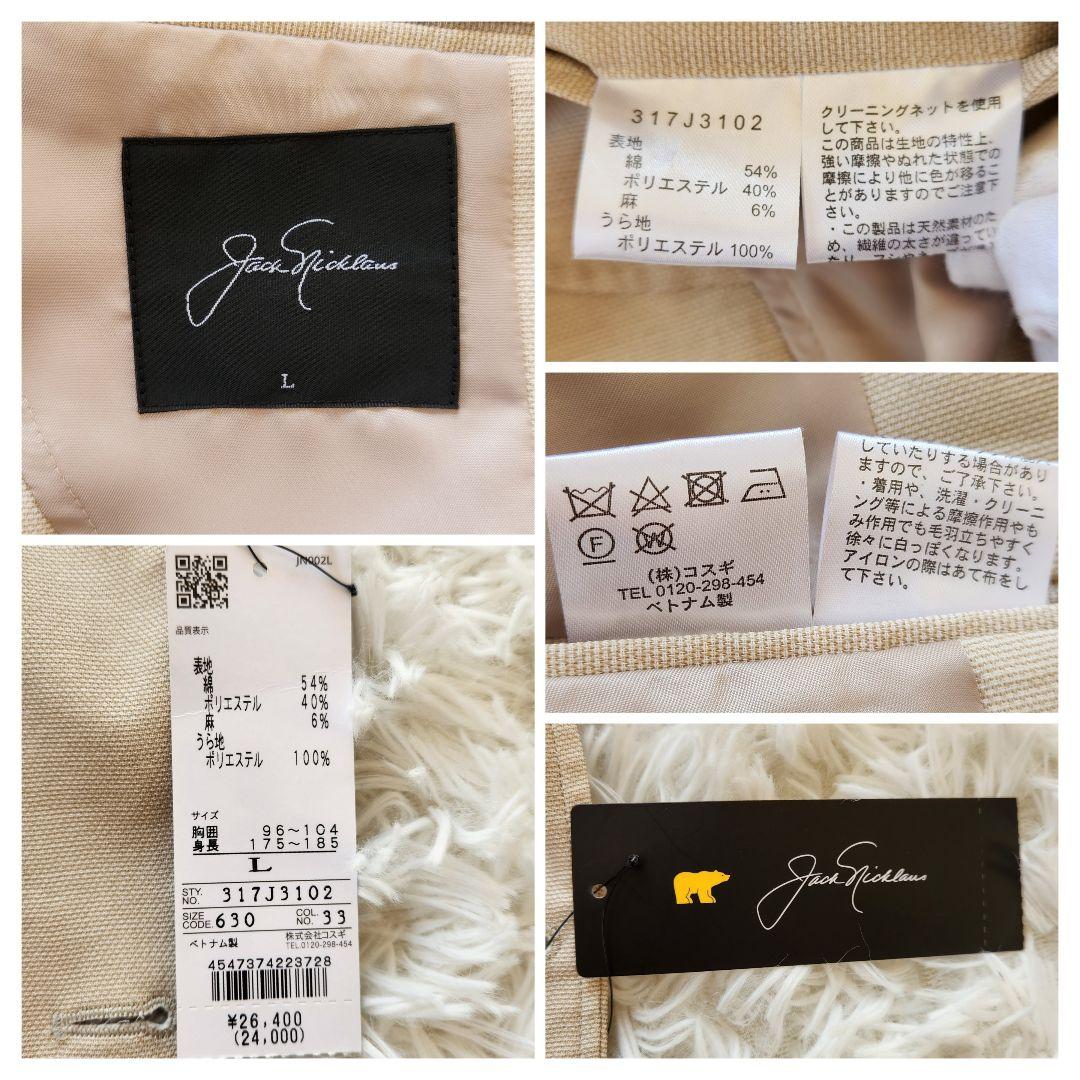 Jack Nicklaus
L
317J3102
表地
綿 54%
ポリエステル 40%
麻 6%
うら地
ポリエステル 100%
クリーニングネットを使用
して下さい。
この商品は生地の特性上、
強い摩擦やぬれた状態での
摩擦により他に色が移るこ
とがありますのでご注意下
さい。
・この製品は天然素材のた
め、繊維の太さが違ってい
(株)コスギ
TEL 0120-298-454
ベトナム製
していたりする場合があり
ますので、ご了承下さい。
・着用や、洗濯・クリーニ
ング等による摩擦作用やも
み作用でも毛羽立ちやすく
徐々に白っぽくなります。
アイロンの際はあて布をし
て下さい。
F
W
JN002L
品質表示
表地
綿 54%
ポリエステル 40%
麻 6%
うら地
ポリエステル 100%
サイズ
胸囲 96～104
身長 175～185
L
STY. NO. 317J3102
SIZE CODE. 630 COL. NO. 33
ベトナム製 株式会社コスギ
TEL.0120-298-454
4547374223728
¥26,400
(24,000)
Jack Nicklaus